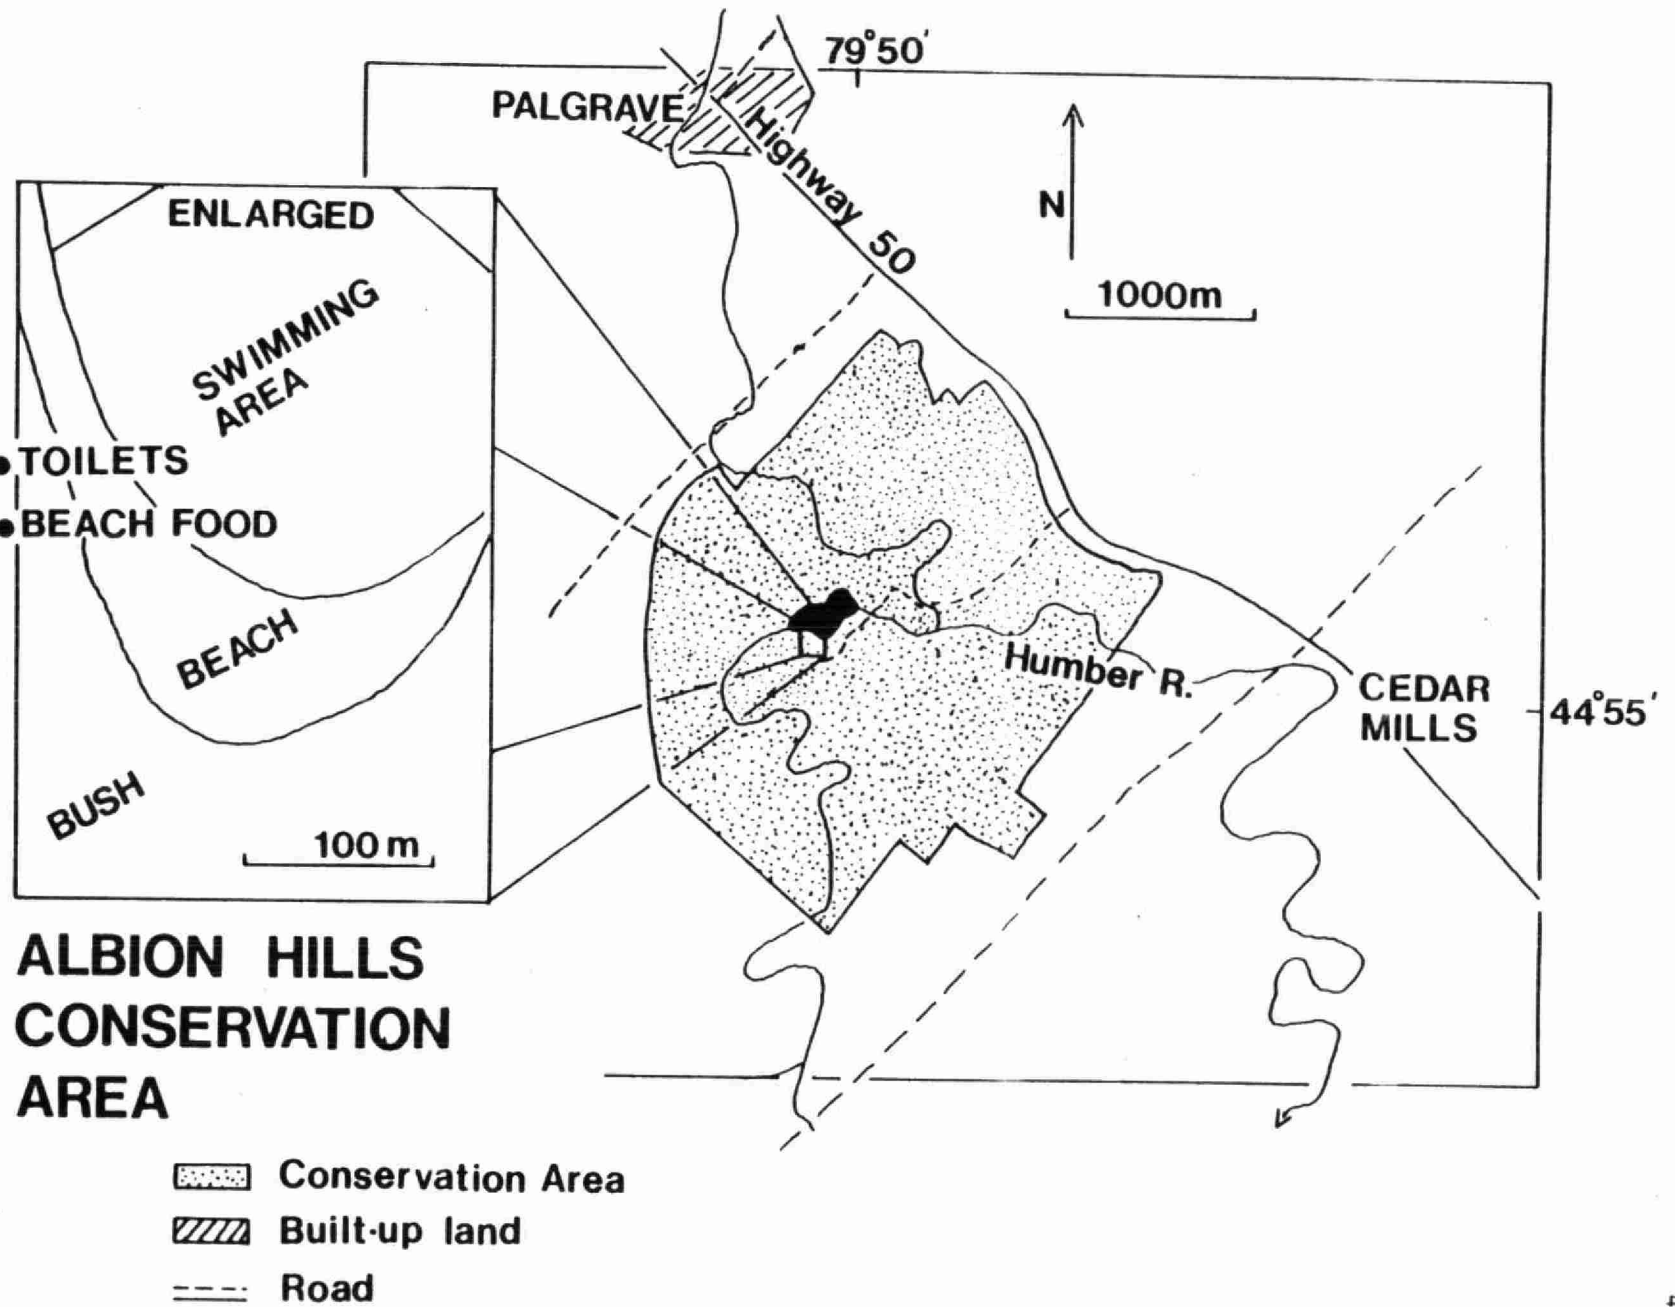 79°50'
PALGRAVE
Highway 50
N
1000m
ENLARGED
SWIMMING
AREA
TOILETS
BEACH FOOD
BEACH
BUSH
100 m
Humber R.
CEDAR
MILLS
44°55'
ALBION HILLS
CONSERVATION
AREA
Conservation Area
Built-up land
Road